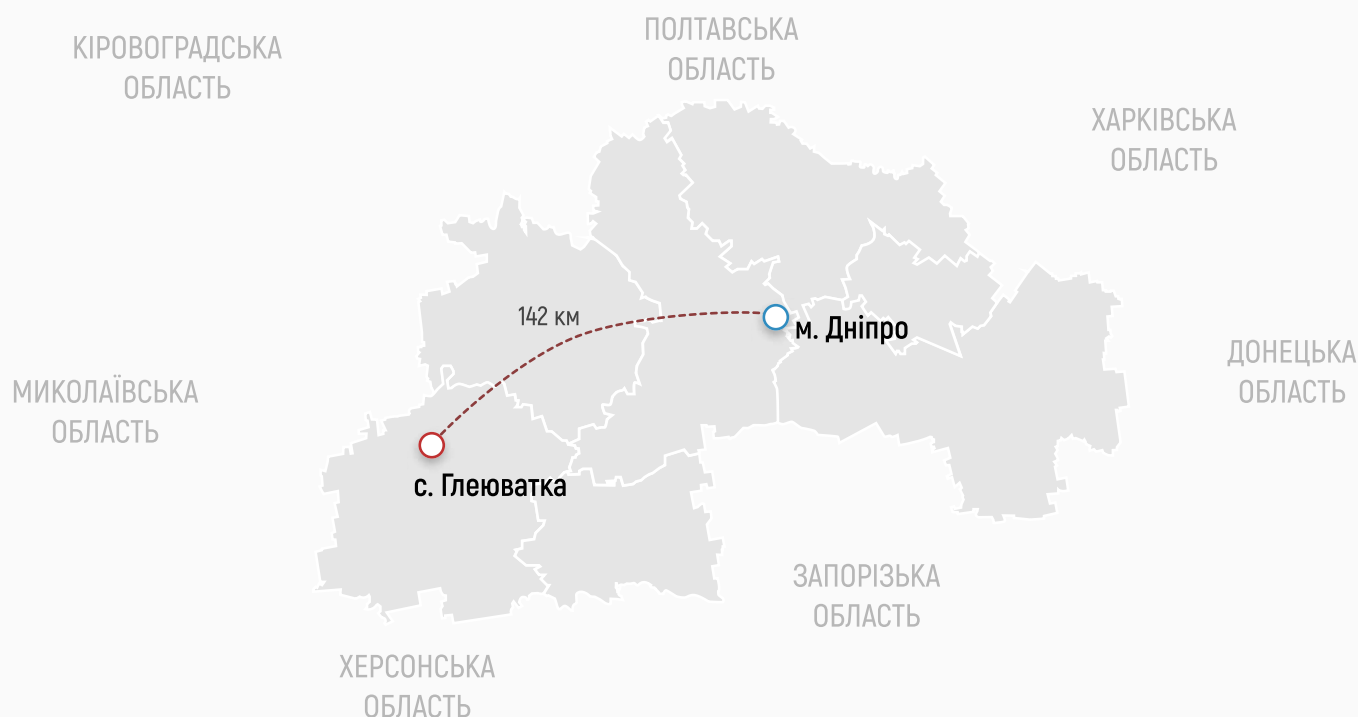 КІРОВОГРАДСЬКА
ОБЛАСТЬ
ПОЛТАВСЬКА
ОБЛАСТЬ
ХАРКІВСЬКА
ОБЛАСТЬ
142 км
м. Дніпро
ДОНЕЦЬКА
ОБЛАСТЬ
МИКОЛАЇВСЬКА
ОБЛАСТЬ
с. Глеюватка
ЗАПОРІЗЬКА
ОБЛАСТЬ
ХЕРСОНСЬКА
ОБЛАСТЬ